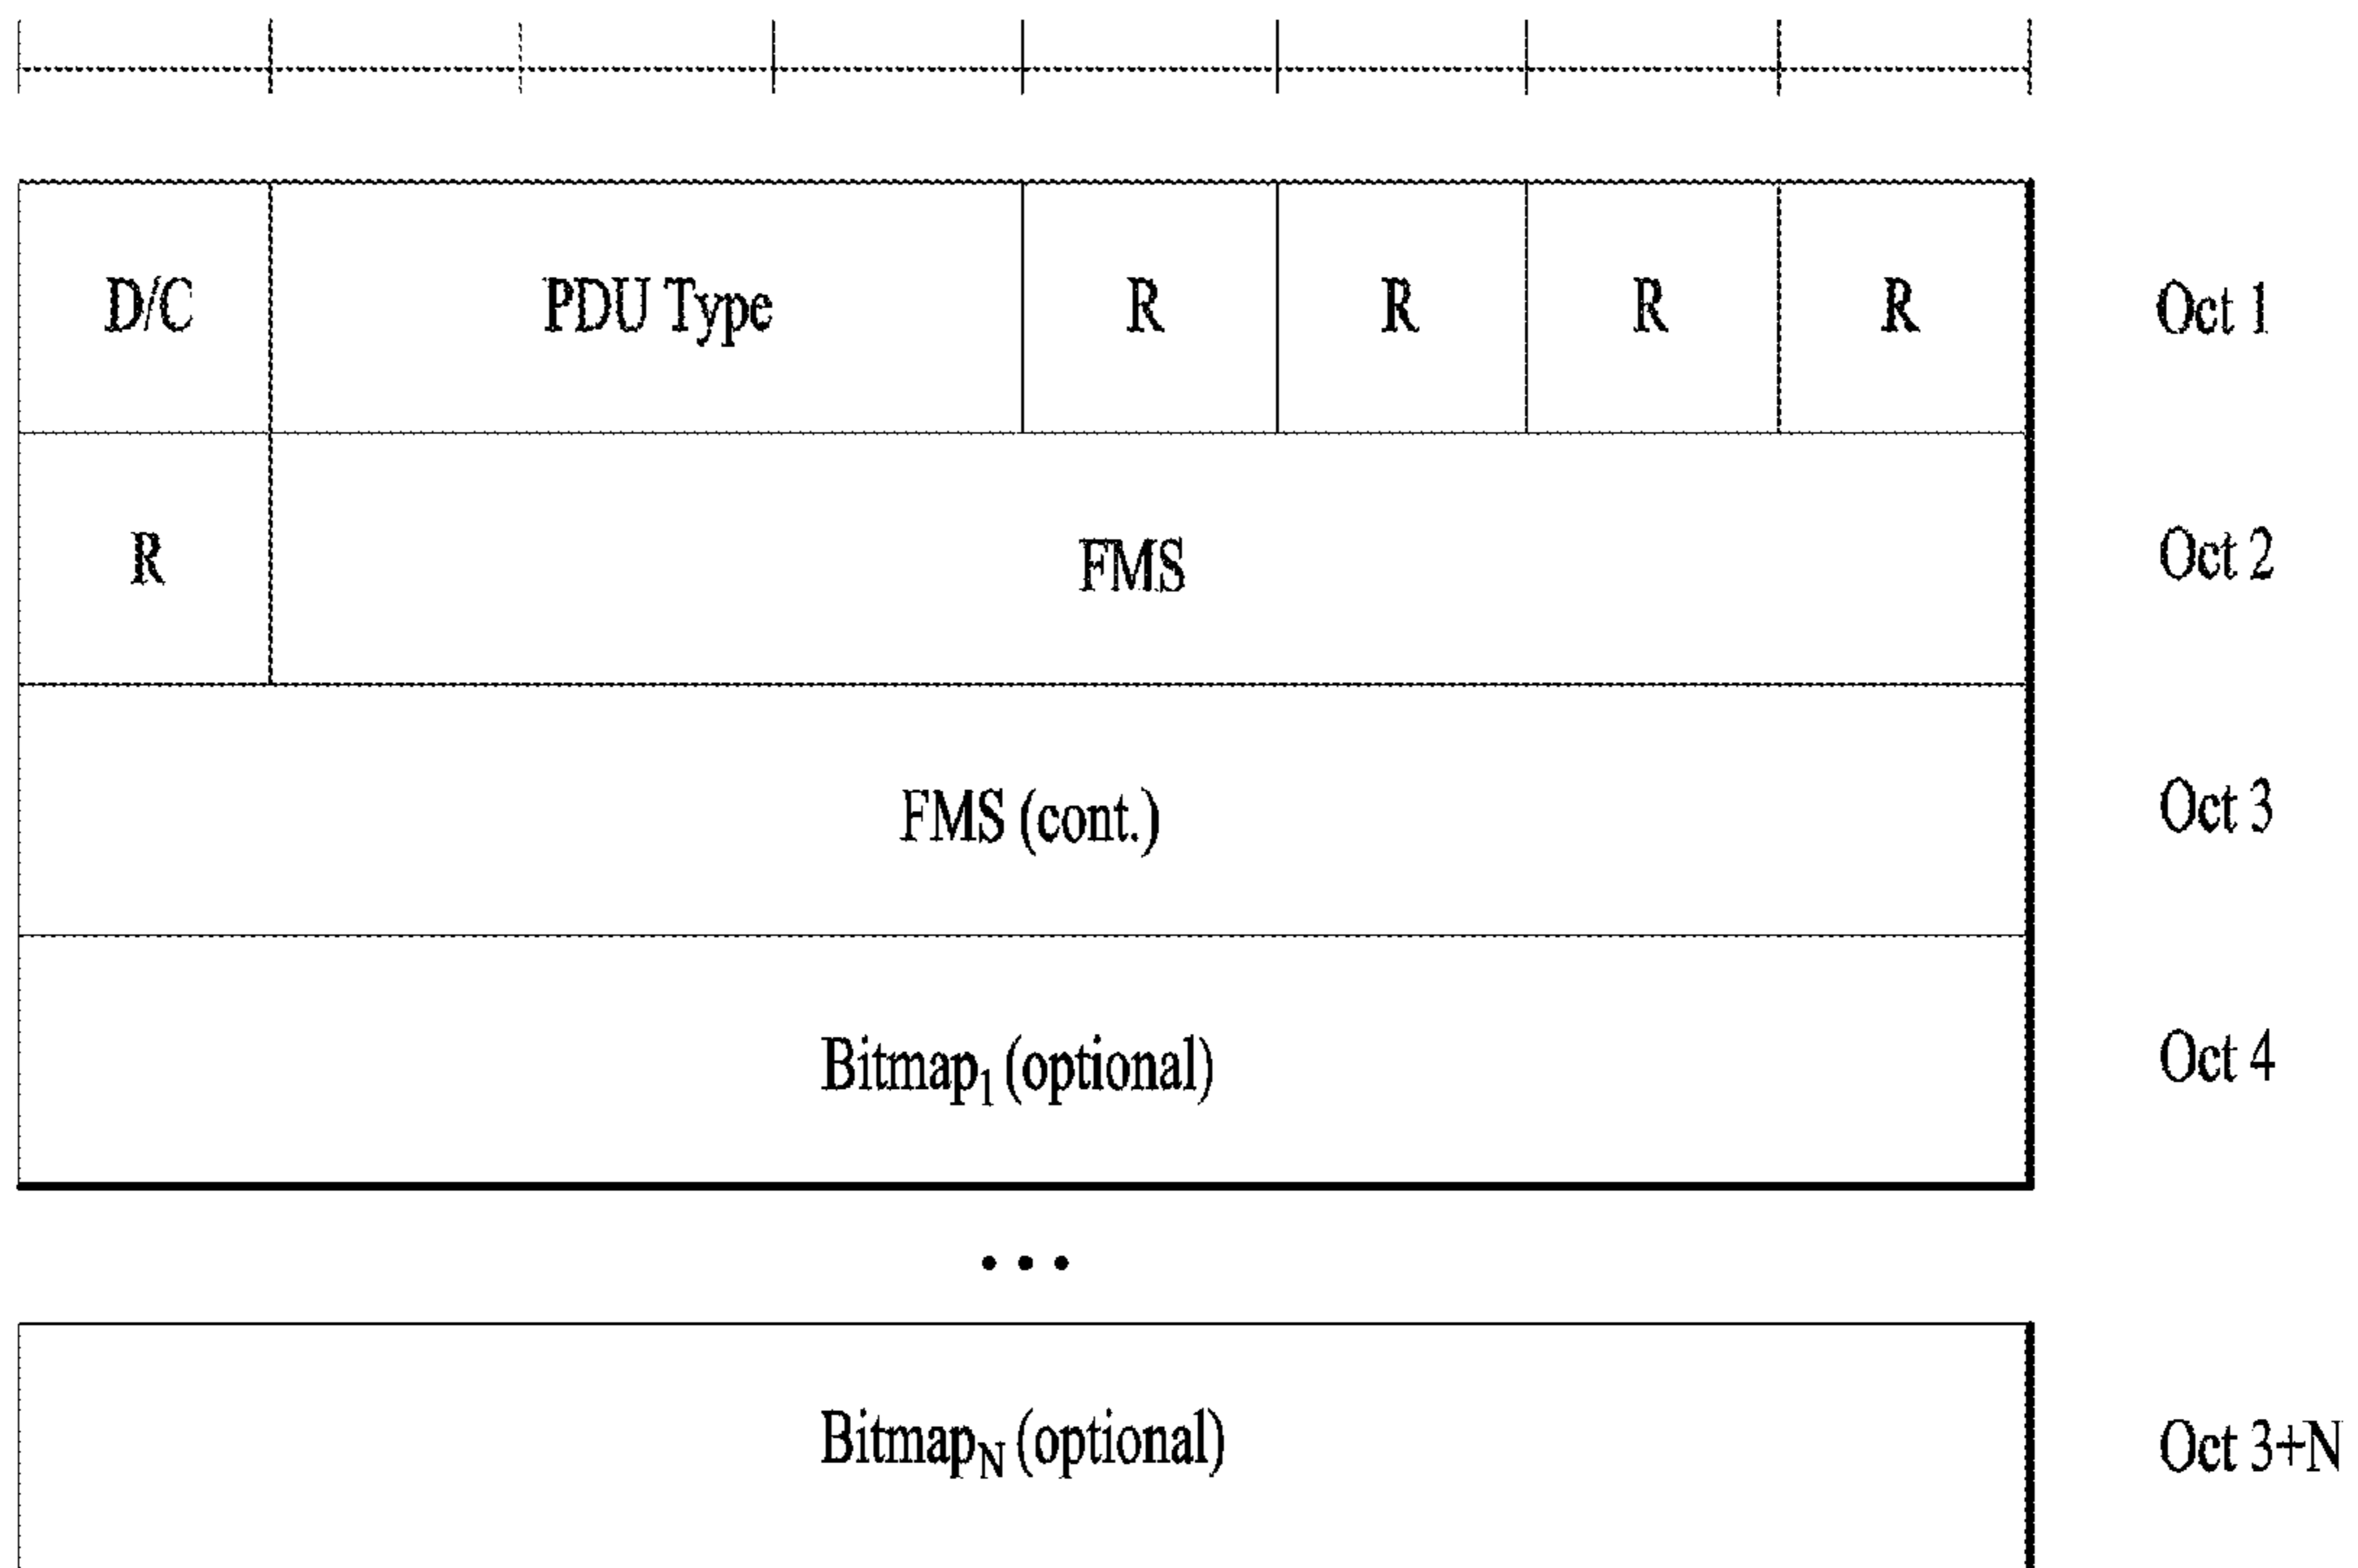 D/C PDU Type R R R R Oct 1
R FMS Oct 2
FMS (cont.) Oct 3
Bitmap1 (optional) Oct 4
• • •
BitmapN (optional) Oct 3+N